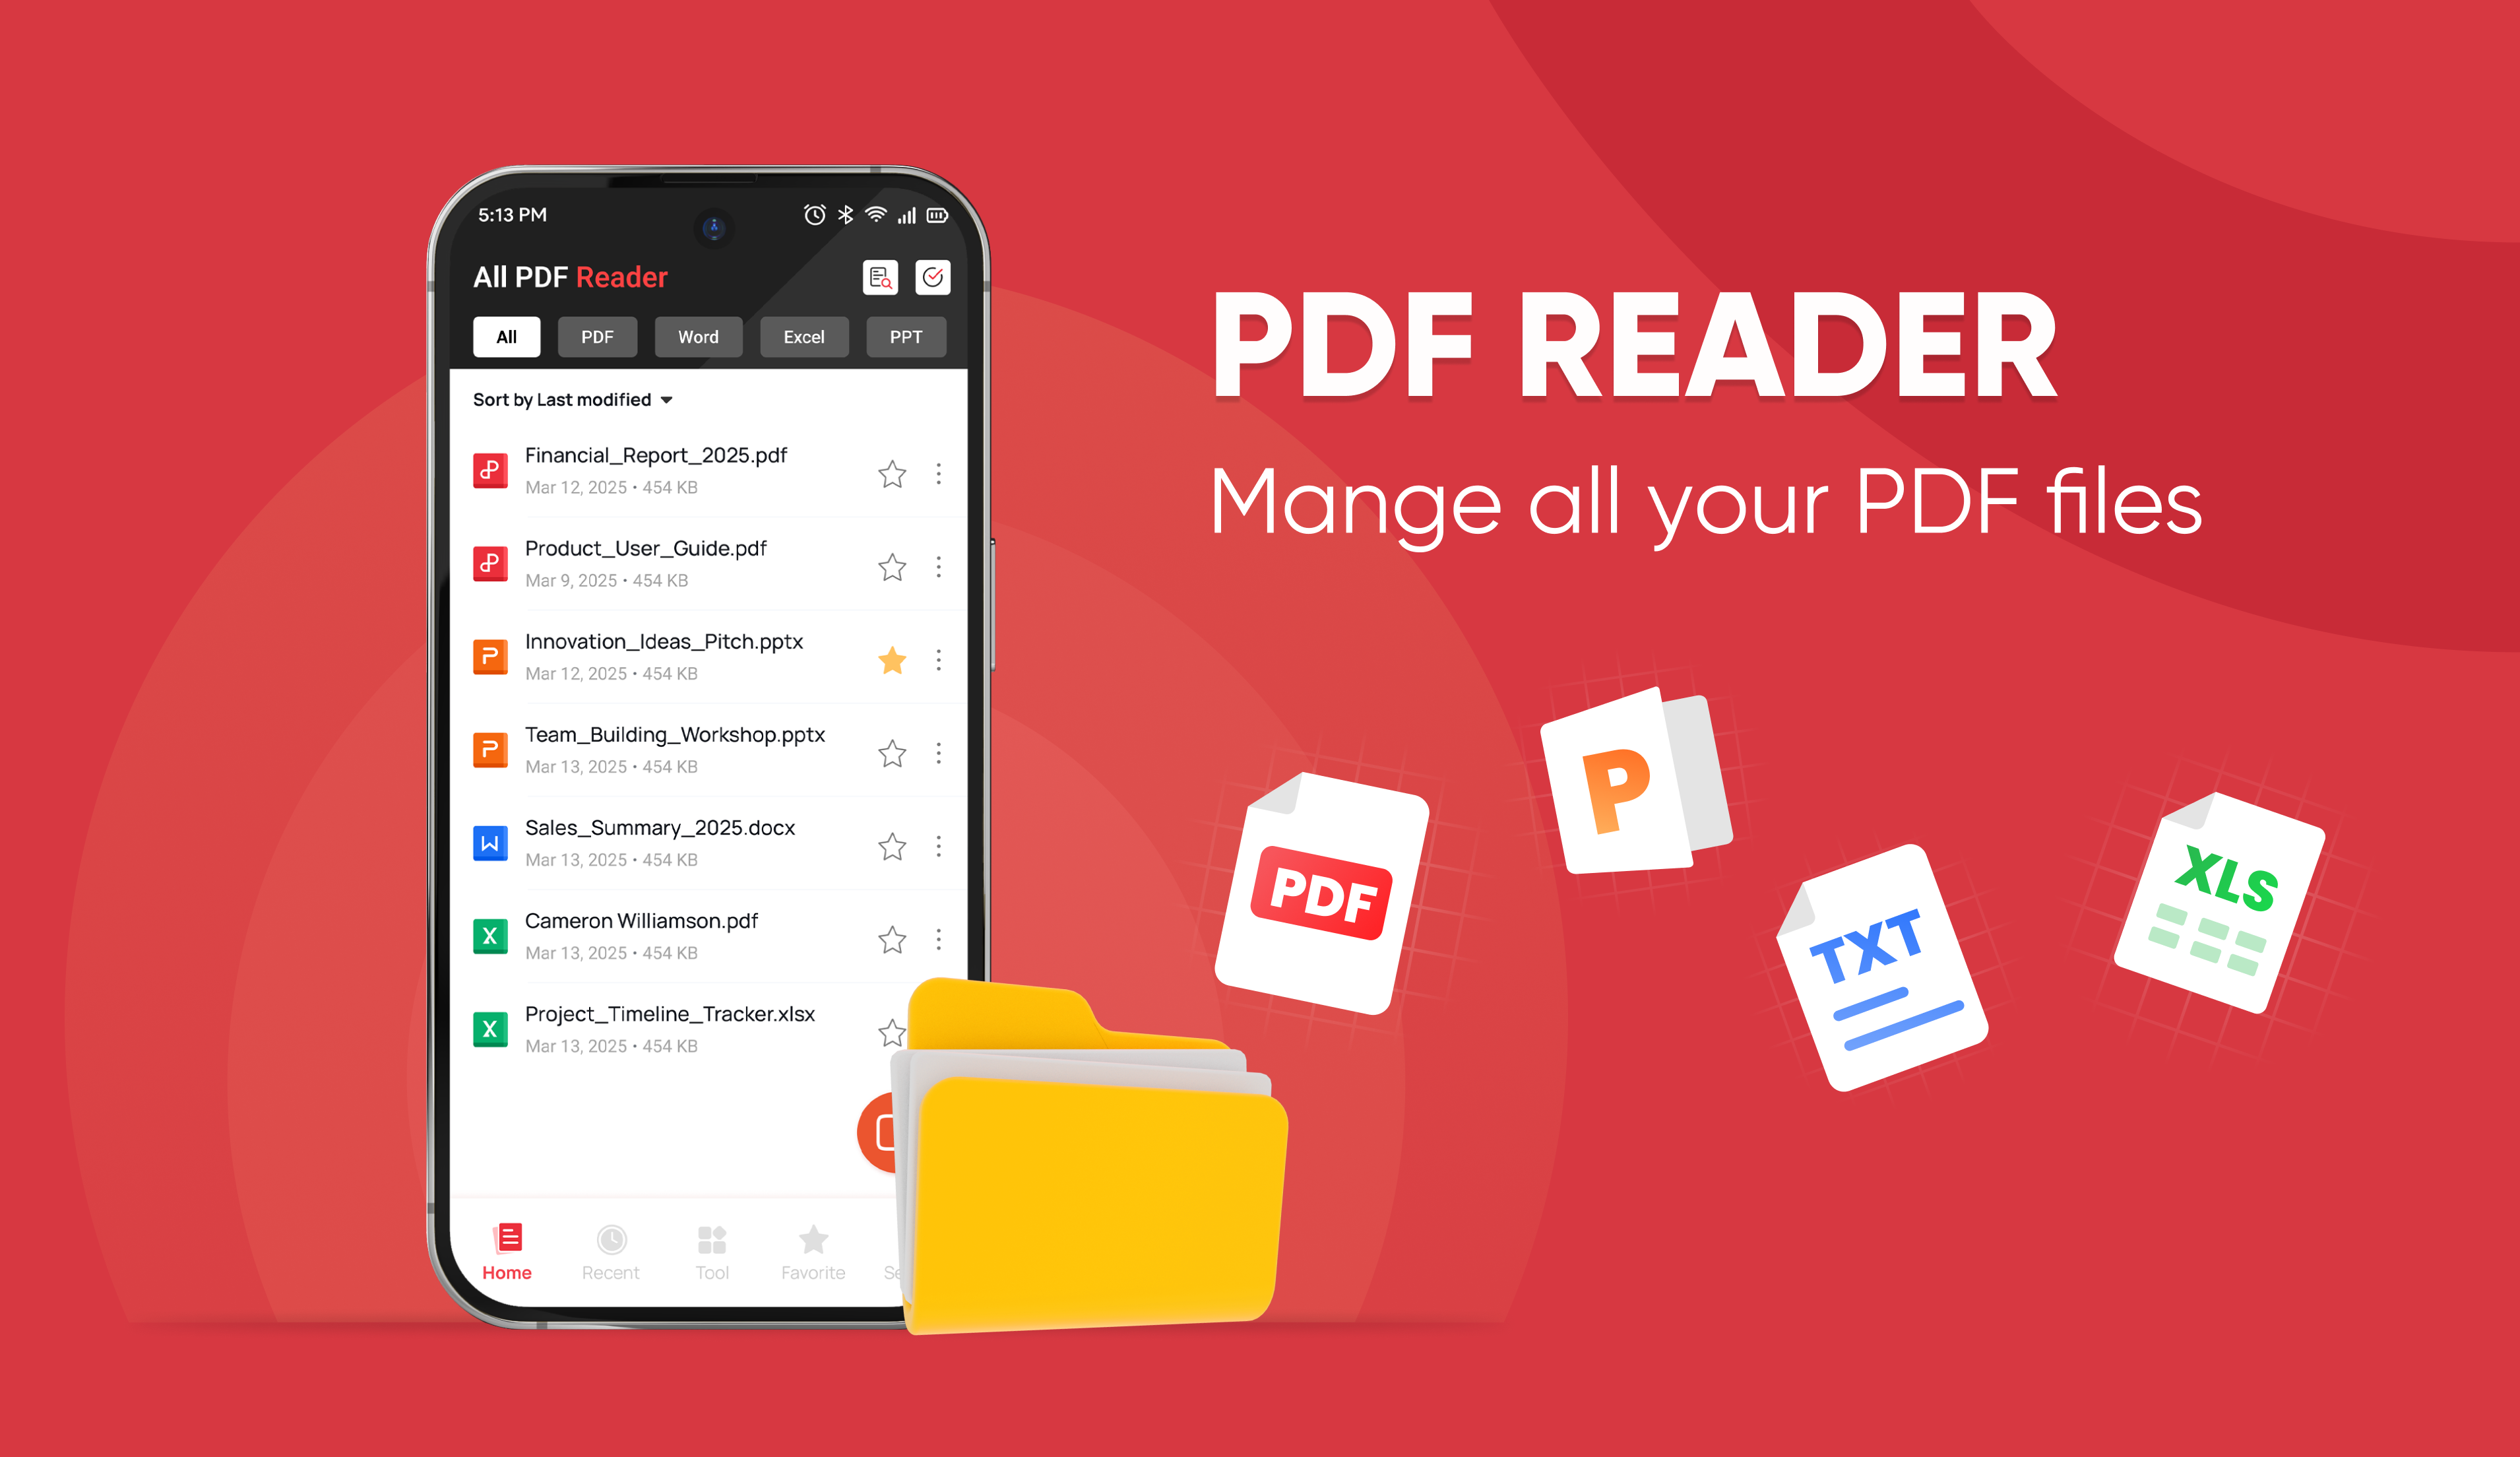 5:13 PM
All PDF Reader
All PDF Word Excel PPT
Sort by Last modified
Financial_Report_2025.pdf
Mar 12, 2025 • 454 KB
Product_User_Guide.pdf
Mar 9, 2025 • 454 KB
Innovation_Ideas_Pitch.pptx
Mar 12, 2025 • 454 KB
Team_Building_Workshop.pptx
Mar 13, 2025 • 454 KB
Sales_Summary_2025.docx
Mar 13, 2025 • 454 KB
Cameron Williamson.pdf
Mar 13, 2025 • 454 KB
Project_Timeline_Tracker.xlsx
Mar 13, 2025 • 454 KB
Home Recent Tool Favorite
PDF READER
Mange all your PDF files
PDF
P
TXT
XLS